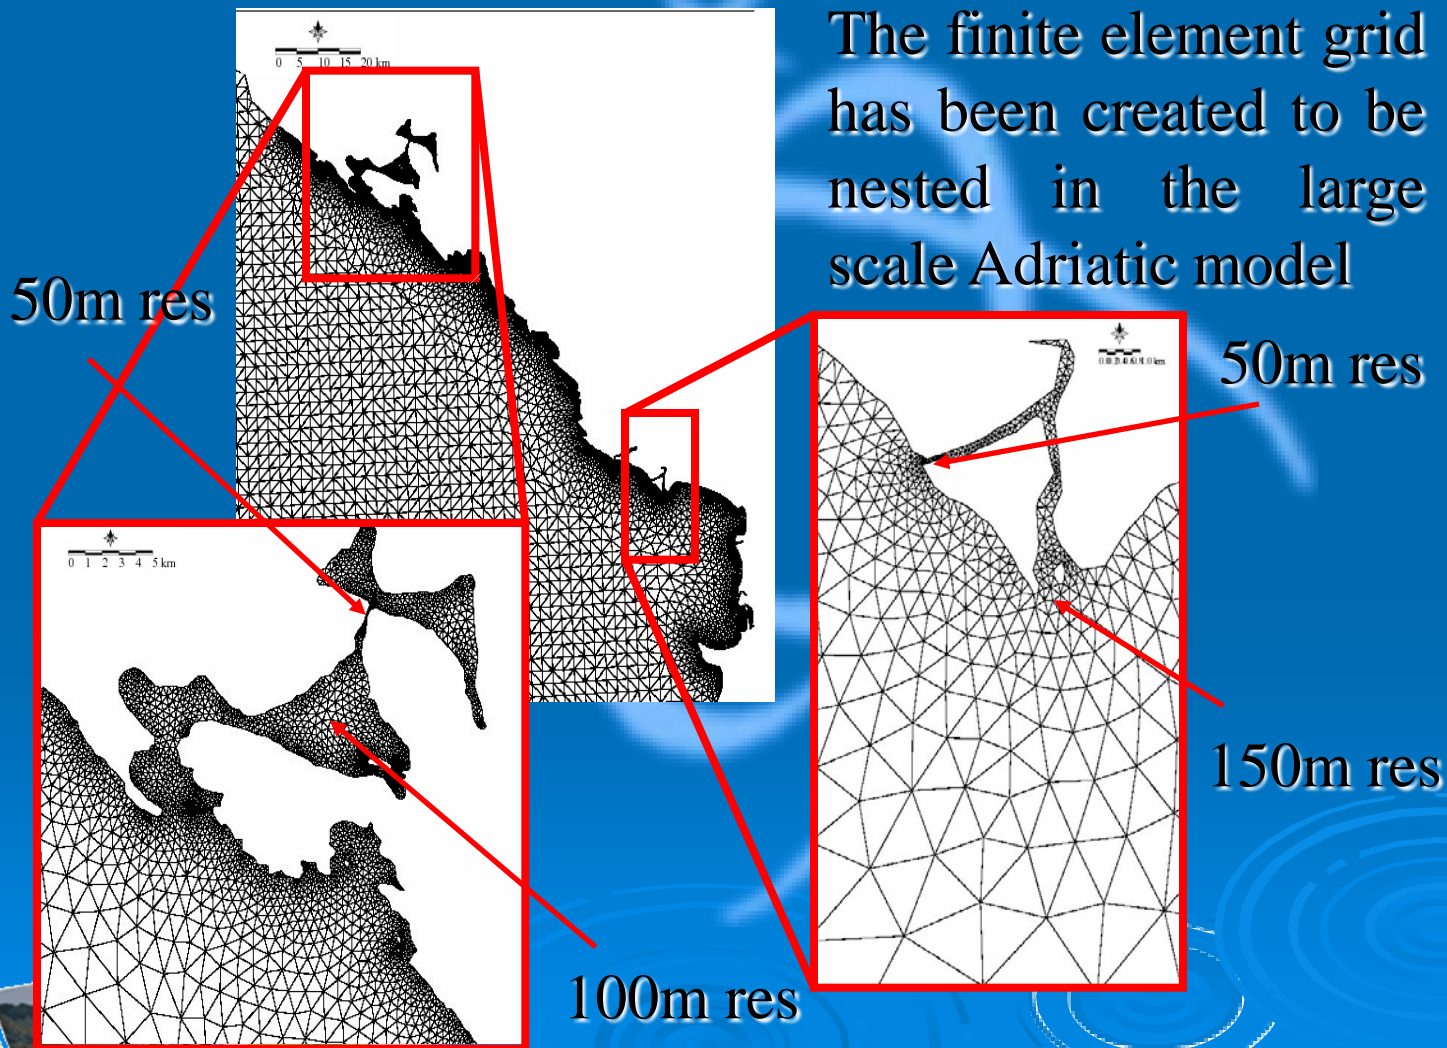 The finite element grid
has been created to be
nested in the large
scale Adriatic model
0 5 10 15 20 km
50m res
50m res
0 1 2 3 4 5 km
150m res
100m res